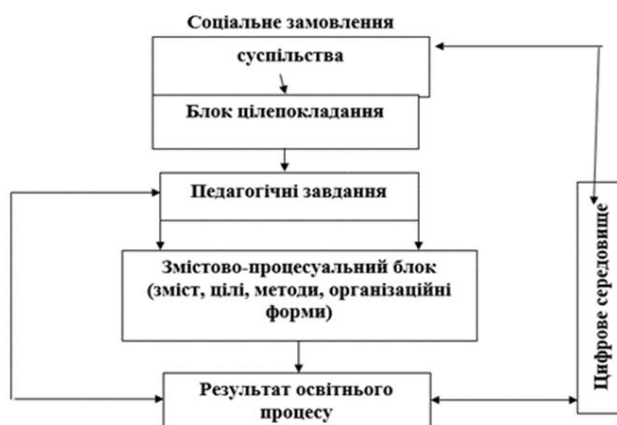 Соціальне замовлення
суспільства
Блок цілепокладання
Педагогічні завдання
Змістово-процесуальний блок
(зміст, цілі, методи, організаційні
форми)
Результат освітнього
процесу
Цифрове середовище